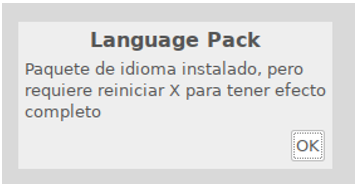 Language Pack
Paquete de idioma instalado, pero
requiere reiniciar X para tener efecto
completo
OK